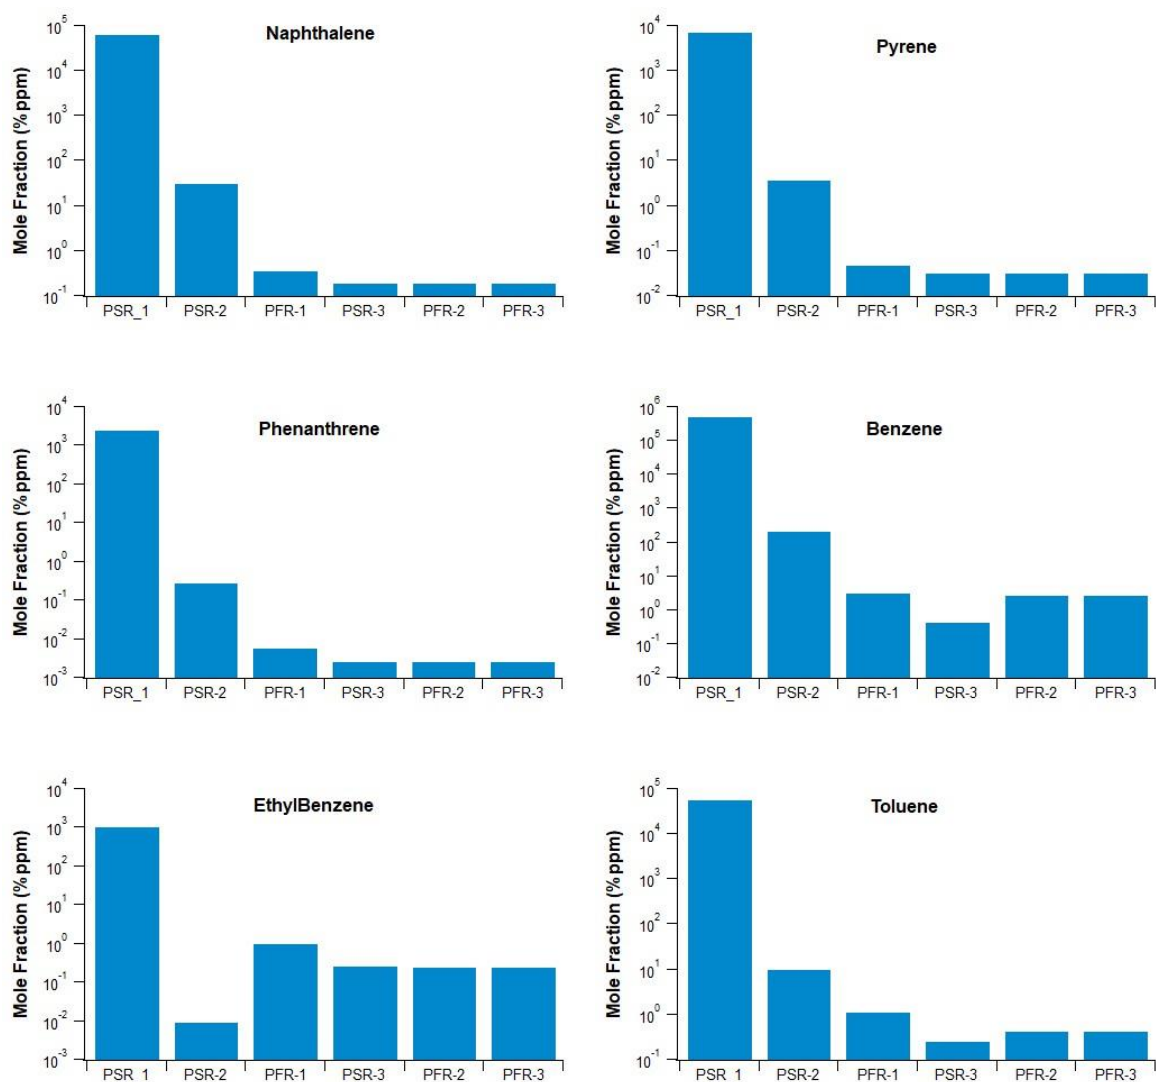 Naphthalene
Mole Fraction (%ppm)
10^5
10^4
10^3
10^2
10^1
10^0
10^-1
PSR_1 PSR-2 PFR-1 PSR-3 PFR-2 PFR-3
Pyrene
Mole Fraction (%ppm)
10^4
10^3
10^2
10^1
10^0
10^-1
10^-2
PSR_1 PSR-2 PFR-1 PSR-3 PFR-2 PFR-3
Phenanthrene
Mole Fraction (%ppm)
10^4
10^3
10^2
10^1
10^0
10^-1
10^-2
10^-3
PSR_1 PSR-2 PFR-1 PSR-3 PFR-2 PFR-3
Benzene
Mole Fraction (%ppm)
10^6
10^5
10^4
10^3
10^2
10^1
10^0
10^-1
10^-2
PSR_1 PSR-2 PFR-1 PSR-3 PFR-2 PFR-3
EthylBenzene
Mole Fraction (%ppm)
10^4
10^3
10^2
10^1
10^0
10^-1
10^-2
10^-3
PSR_1 PSR-2 PFR-1 PSR-3 PFR-2 PFR-3
Toluene
Mole Fraction (%ppm)
10^5
10^4
10^3
10^2
10^1
10^0
10^-1
PSR_1 PSR-2 PFR-1 PSR-3 PFR-2 PFR-3